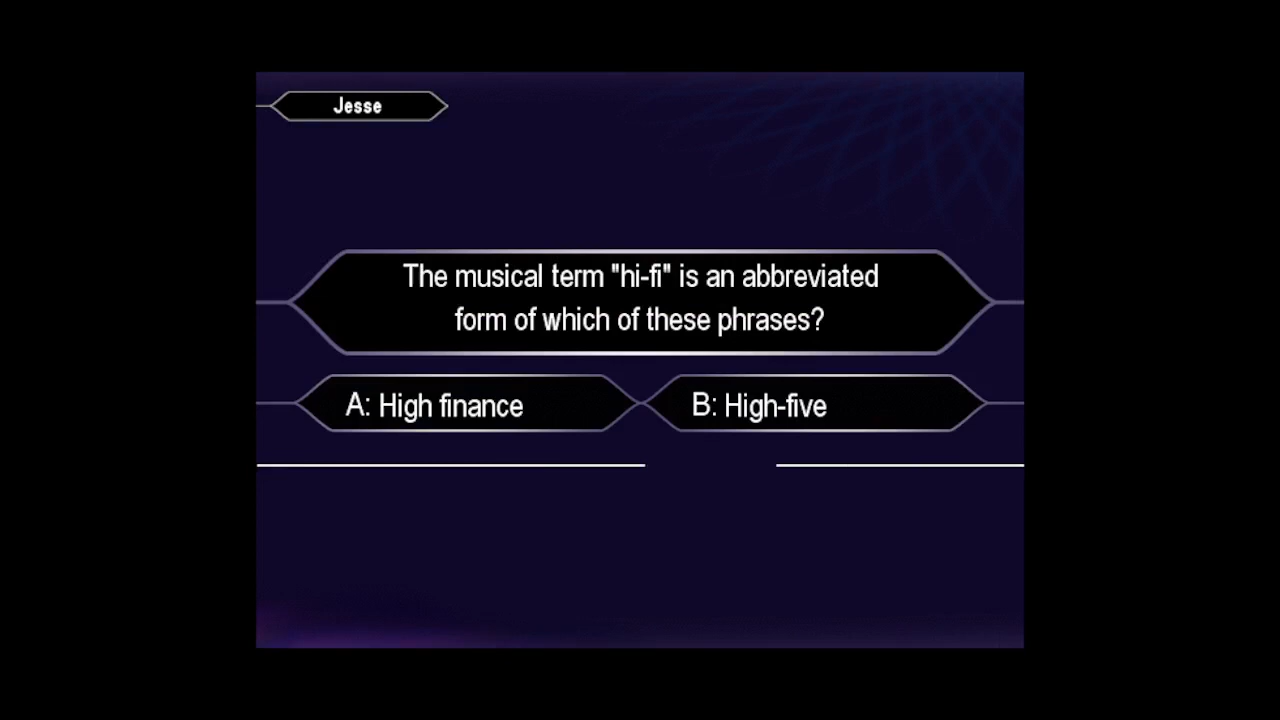 Jesse
The musical term "hi-fi" is an abbreviated
form of which of these phrases?
A: High finance
B: High-five